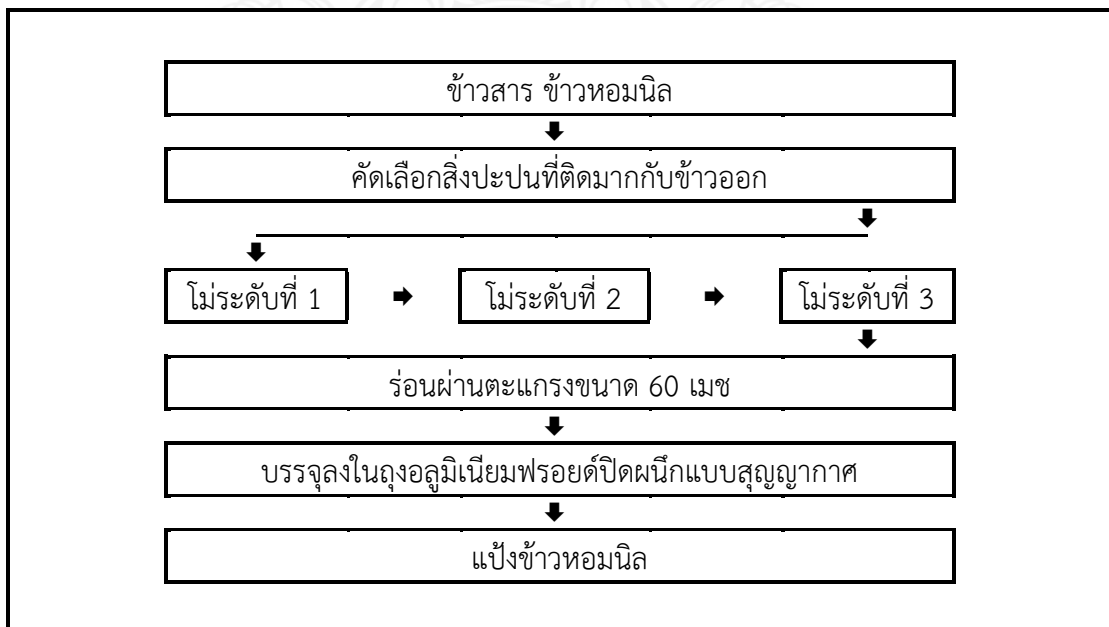 ข้าวสาร ข้าวหอมนิล
คัดเลือกสิ่งปะปนที่ติดมากกับข้าวออก
โม่ระดับที่ 1
โม่ระดับที่ 2
โม่ระดับที่ 3
ร่อนผ่านตะแกรงขนาด 60 เมช
บรรจุลงในถุงอลูมิเนียมฟรอยด์ปิดผนึกแบบสุญญากาศ
แป้งข้าวหอมนิล